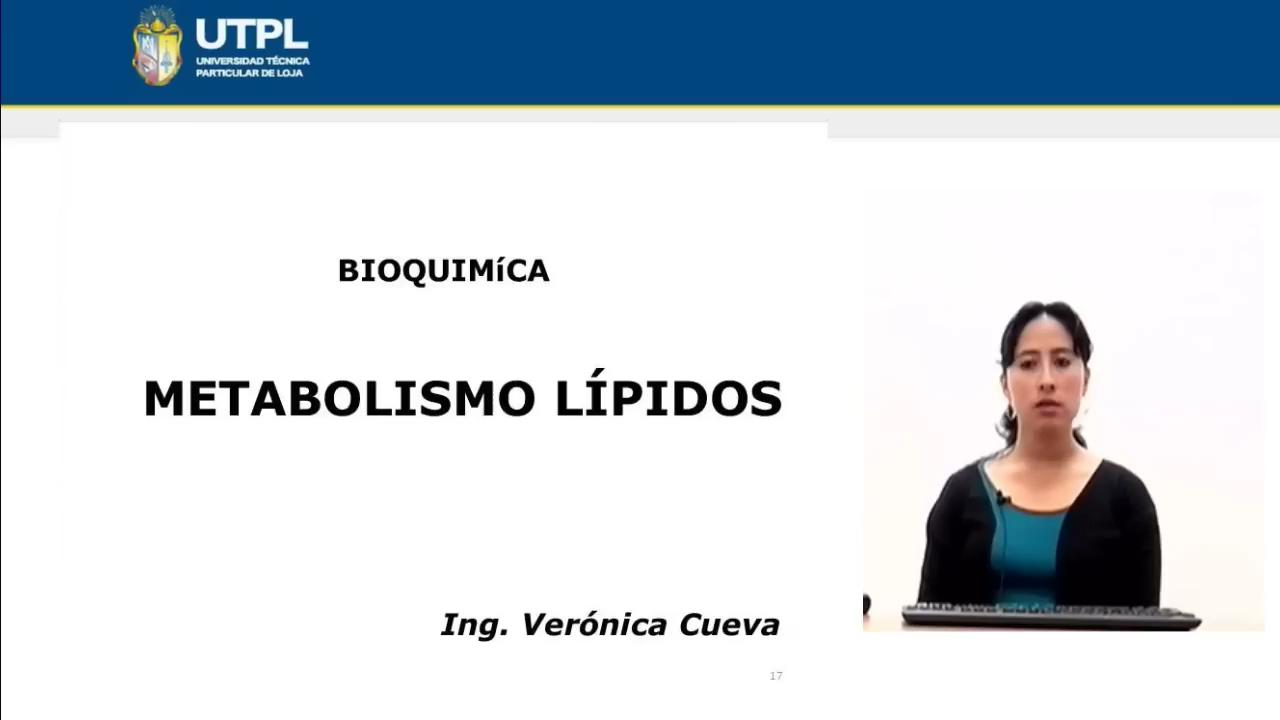 UTPL
UNIVERSIDAD TÉCNICA
PARTICULAR DE LOJA
BIOQUIMíCA
METABOLISMO LÍPIDOS
Ing. Verónica Cueva
17